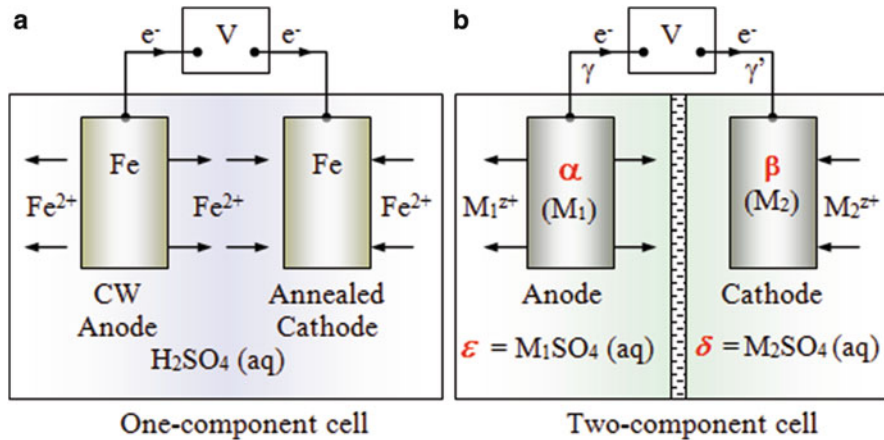 a
e⁻ V e⁻
Fe Fe
Fe²⁺ Fe²⁺ Fe²⁺
CW Annealed
Anode Cathode
H₂SO₄ (aq)
One-component cell
b
e⁻ V e⁻
γ γ’
α β
(M₁) (M₂)
M₁ᶻ⁺ M₂ᶻ⁺
Anode Cathode
ε = M₁SO₄ (aq) δ = M₂SO₄ (aq)
Two-component cell